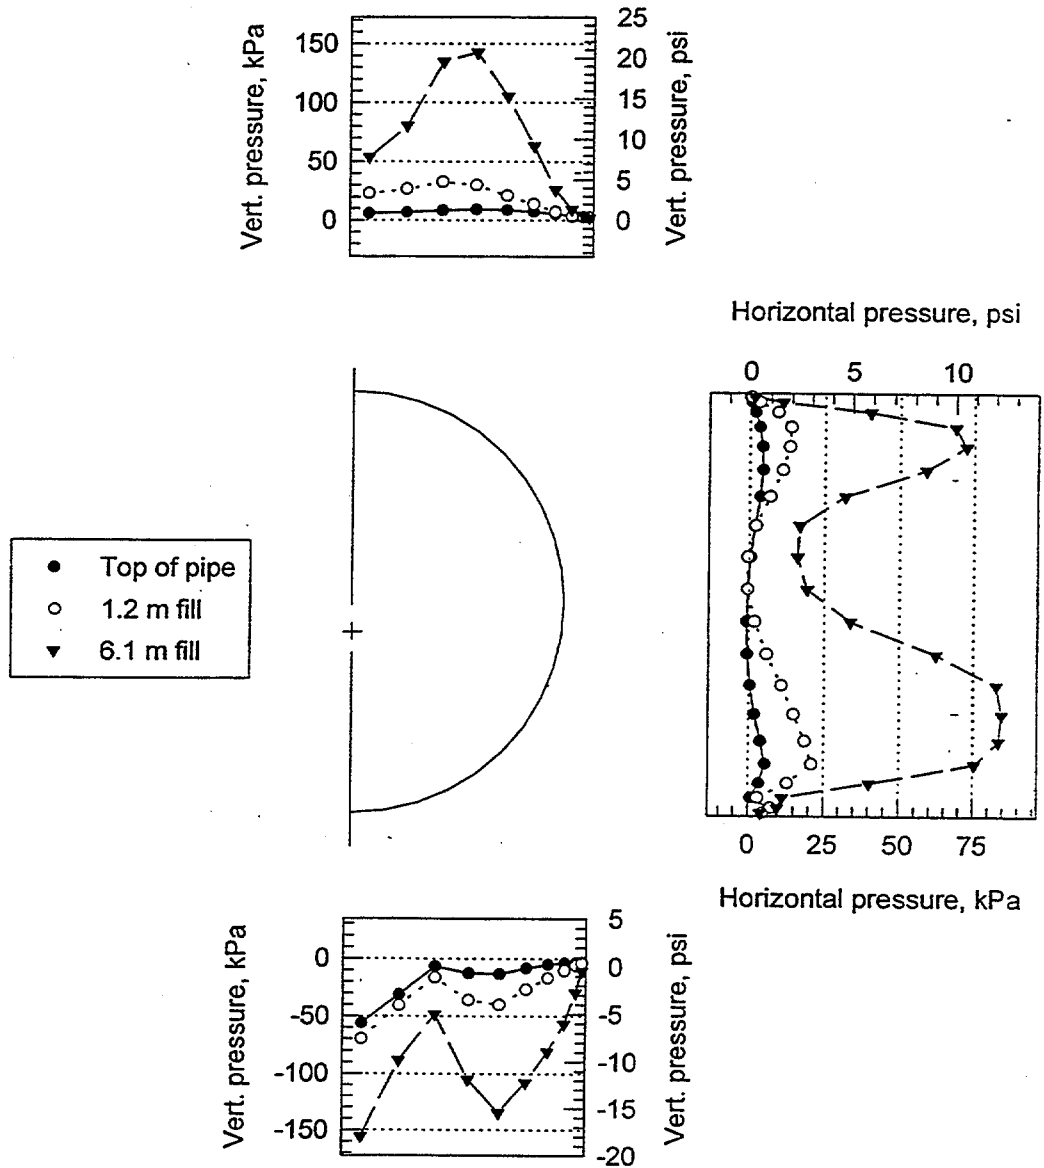 Vert. pressure, kPa
150
100
50
0
25
20
15
10
5
0
Vert. pressure, psi
Horizontal pressure, psi
0 5 10
Top of pipe
1.2 m fill
6.1 m fill
0 25 50 75
Horizontal pressure, kPa
Vert. pressure, kPa
0
-50
-100
-150
5
0
-5
-10
-15
-20
Vert. pressure, psi